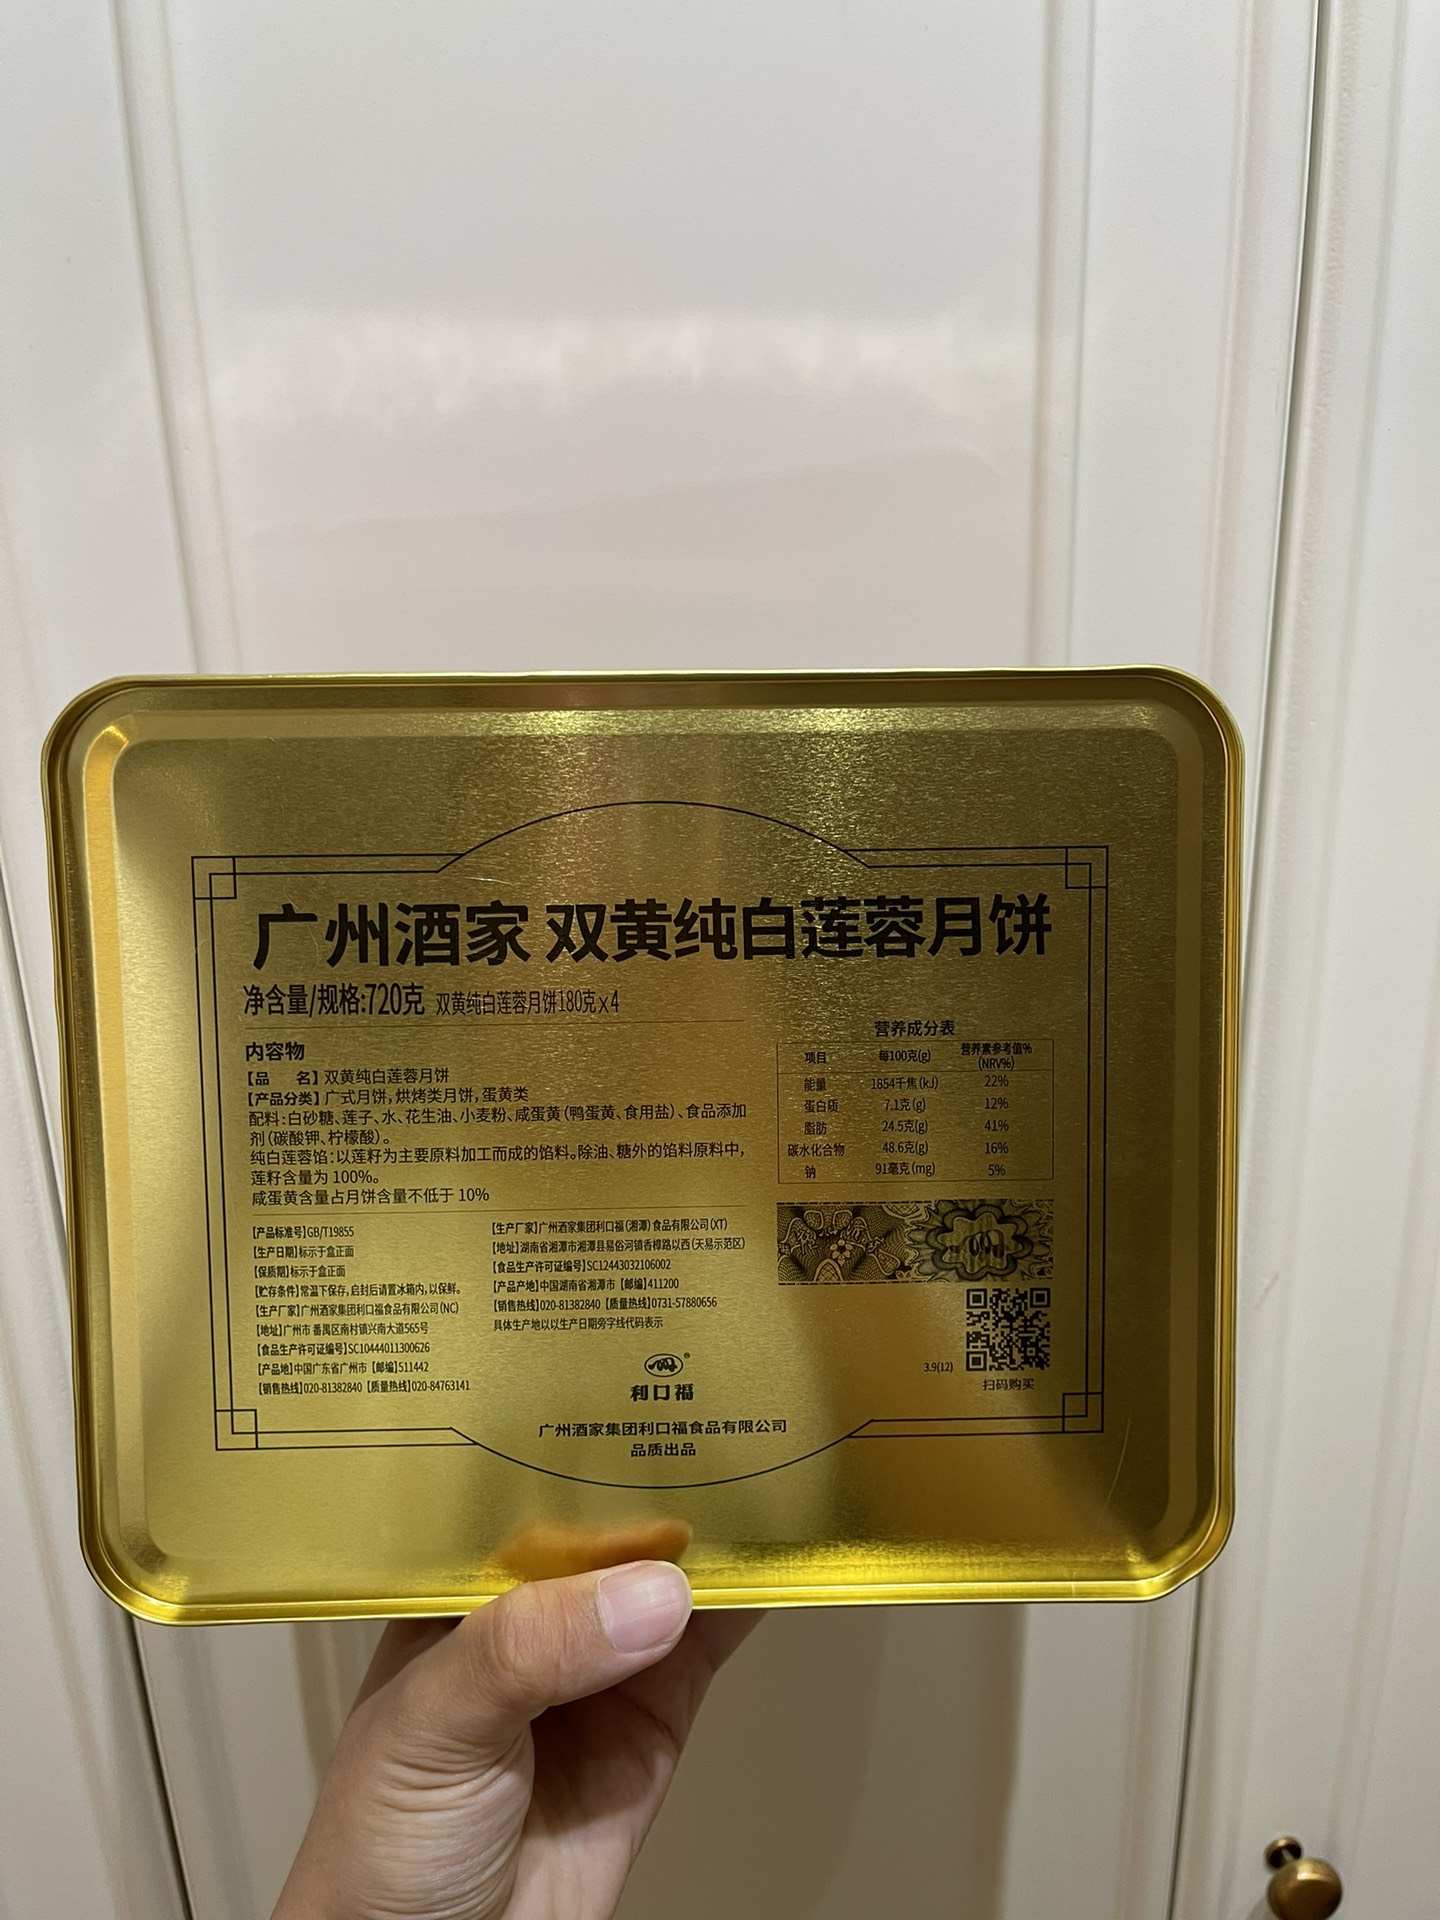 广州酒家 双黄纯白莲蓉月饼
净含量/规格:720克 双黄纯白莲蓉月饼180克x4
内容物
【品 名】双黄纯白莲蓉月饼
【产品分类】广式月饼,烘烤类月饼,蛋黄类
配料:白砂糖、莲子、水、花生油、小麦粉、咸蛋黄(鸭蛋黄、食用盐)、食品添加
剂(碳酸钾、柠檬酸)。
纯白莲蓉馅:以莲籽为主要原料加工而成的馅料。除油、糖外的馅料原料中,
莲籽含量为 100%。
咸蛋黄含量占月饼含量不低于 10%
营养成分表
项目 每100克(g) 营养素参考值%
(NRV%)
能量 1854千焦(kJ) 22%
蛋白质 7.1克(g) 12%
脂肪 24.5克(g) 41%
碳水化合物 48.6克(g) 16%
钠 91毫克(mg) 5%
【产品标准号】GB/T19855
【生产日期】标示于盒正面
【保质期】标示于盒正面
【贮存条件】常温下保存,启封后请置冰箱内,以保鲜。
【生产厂家】广州酒家集团利口福食品有限公司(NC)
【地址】广州市 番禺区南村镇兴南大道565号
【食品生产许可证编号】SC10444011300626
【产品地】中国广东省广州市【邮编】511442
【销售热线】020-81382840【质量热线】020-84763141
【生产厂家】广州酒家集团利口福(湘潭)食品有限公司(XT)
【地址】湖南省湘潭市湘潭县易俗河镇香樟路以西(天易示范区)
【食品生产许可证编号】SC12443032106002
【产品产地】中国湖南省湘潭市【邮编】411200
【销售热线】020-81382840【质量热线】0731-57880656
具体生产地以以生产日期旁字线代码表示
利口福
®
广州酒家集团利口福食品有限公司
品质出品
3.9(12)
扫码购买